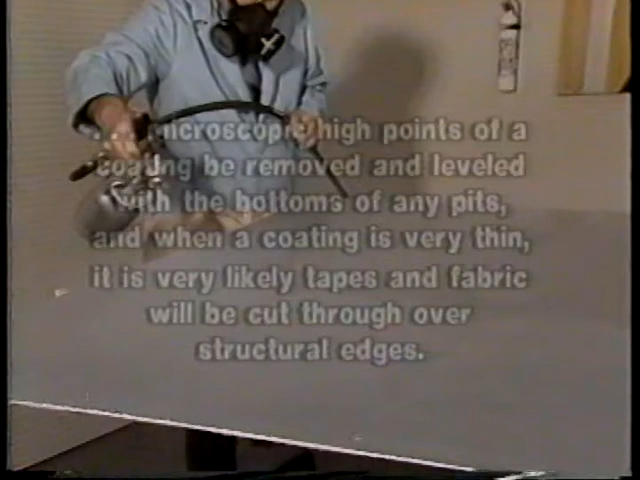 microscopic high points of a
coating be removed and leveled
with the bottoms of any pits,
and when a coating is very thin,
it is very likely tapes and fabric
will be cut through over
structural edges.